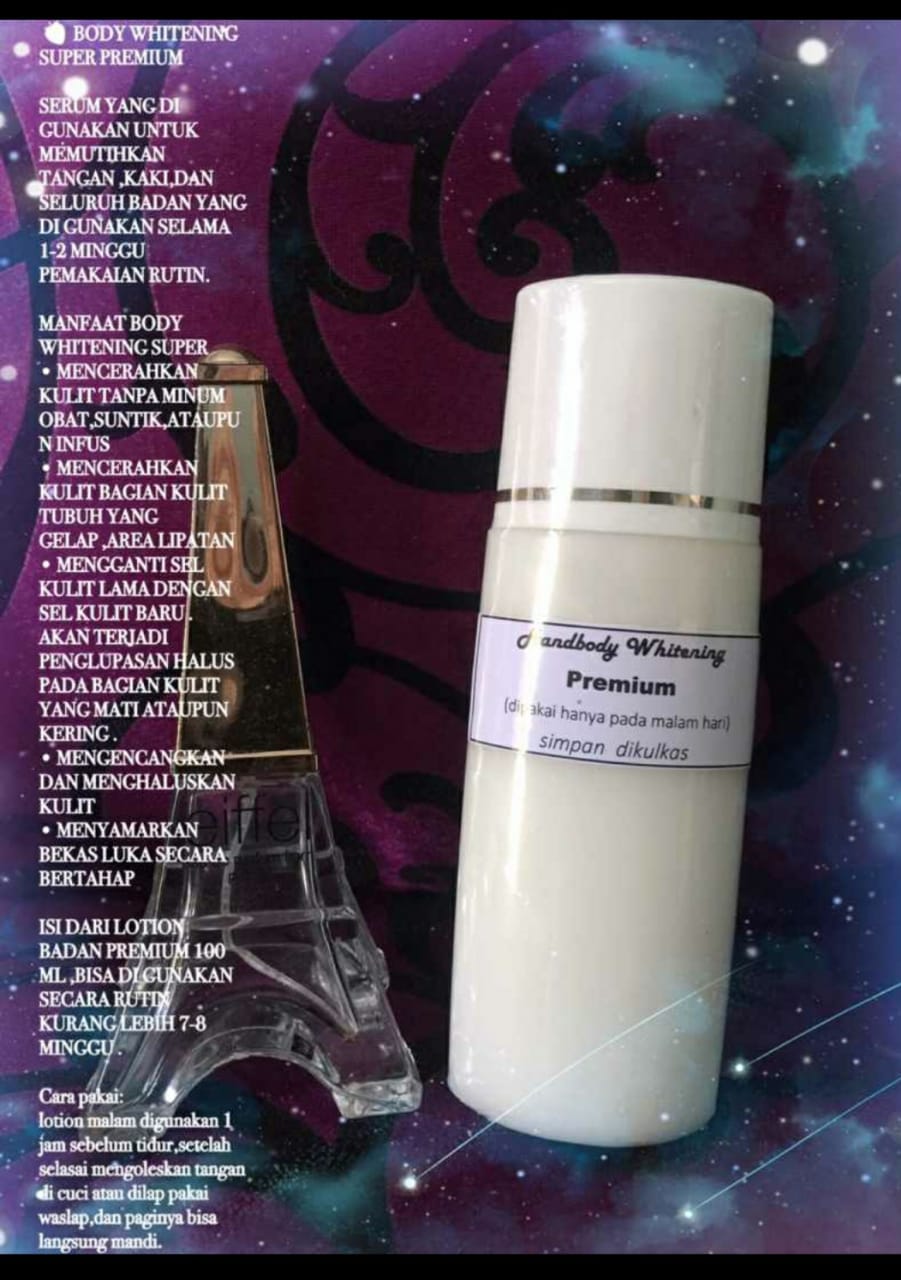 BODY WHITENING
SUPER PREMIUM
SERUM YANG DI
GUNAKAN UNTUK
MEMUTIHKAN
TANGAN ,KAKI,DAN
SELURUH BADAN YANG
DI GUNAKAN SELAMA
1-2 MINGGU
PEMAKAIAN RUTIN.
MANFAAT BODY
WHITENING SUPER
• MENCERAHKAN
KULIT TANPA MINUM
OBAT,SUNTIK,ATAUPU
N INFUS
• MENCERAHKAN
KULIT BAGIAN KULIT
TUBUH YANG
GELAP ,AREA LIPATAN
• MENGGANTI SEL
KULIT LAMA DENGAN
SEL KULIT BARU .
AKAN TERJADI
PENGLUPASAN HALUS
PADA BAGIAN KULIT
YANG MATI ATAUPUN
KERING .
• MENGENCANGKAN
DAN MENGHALUSKAN
KULIT
• MENYAMARKAN
BEKAS LUKA SECARA
BERTAHAP
ISI DARI LOTION
BADAN PREMIUM 100
ML ,BISA DI GUNAKAN
SECARA RUTIN
KURANG LEBIH 7-8
MINGGU .
Cara pakai:
lotion malam digunakan 1
jam sebelum tidur,setelah
selasai mengoleskan tangan
di cuci atau dilap pakai
waslap,dan paginya bisa
langsung mandi.
eiffel
Handbody Whitening
Premium
(dipakai hanya pada malam hari)
simpan dikulkas